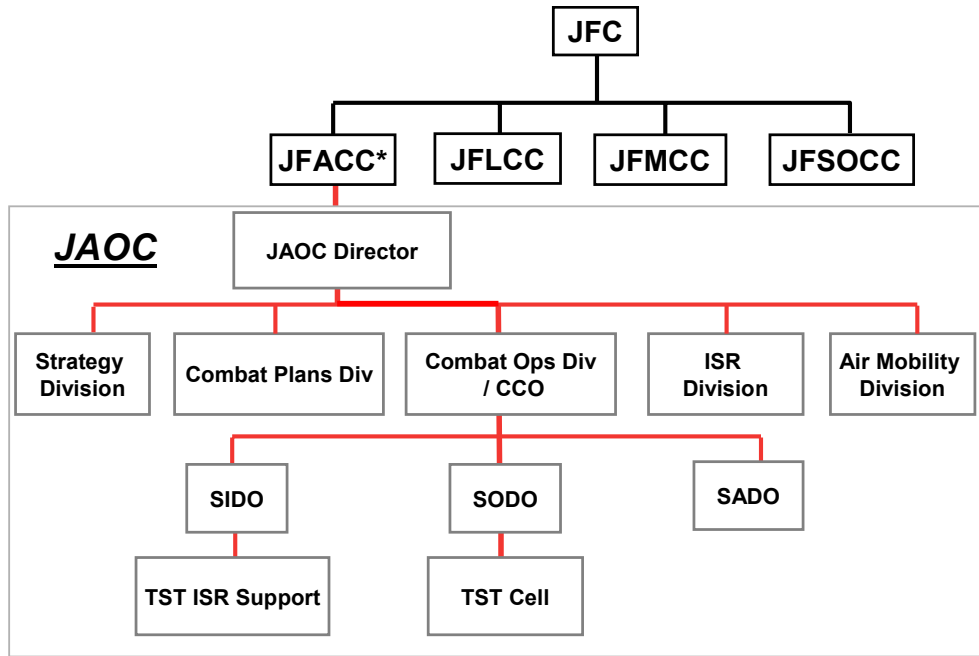 JFC
JFACC*
JFLCC
JFMCC
JFSOCC
JAOC
JAOC Director
Strategy
Division
Combat Plans Div
Combat Ops Div
/ CCO
ISR
Division
Air Mobility
Division
SIDO
SODO
SADO
TST ISR Support
TST Cell